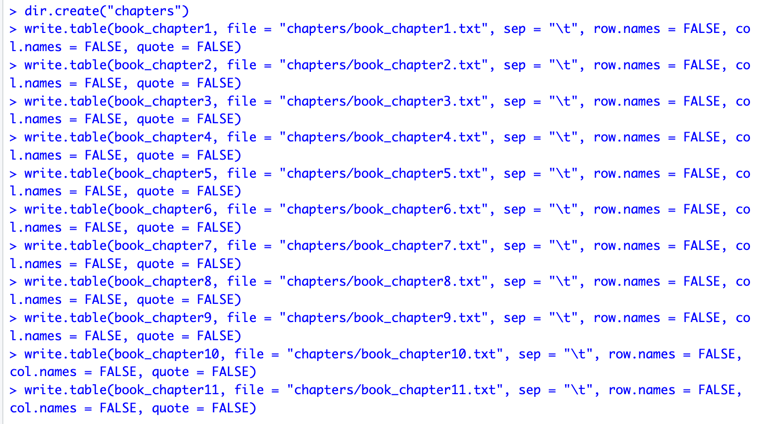 > dir.create("chapters")
> write.table(book_chapter1, file = "chapters/book_chapter1.txt", sep = "\t", row.names = FALSE, co
l.names = FALSE, quote = FALSE)
> write.table(book_chapter2, file = "chapters/book_chapter2.txt", sep = "\t", row.names = FALSE, co
l.names = FALSE, quote = FALSE)
> write.table(book_chapter3, file = "chapters/book_chapter3.txt", sep = "\t", row.names = FALSE, co
l.names = FALSE, quote = FALSE)
> write.table(book_chapter4, file = "chapters/book_chapter4.txt", sep = "\t", row.names = FALSE, co
l.names = FALSE, quote = FALSE)
> write.table(book_chapter5, file = "chapters/book_chapter5.txt", sep = "\t", row.names = FALSE, co
l.names = FALSE, quote = FALSE)
> write.table(book_chapter6, file = "chapters/book_chapter6.txt", sep = "\t", row.names = FALSE, co
l.names = FALSE, quote = FALSE)
> write.table(book_chapter7, file = "chapters/book_chapter7.txt", sep = "\t", row.names = FALSE, co
l.names = FALSE, quote = FALSE)
> write.table(book_chapter8, file = "chapters/book_chapter8.txt", sep = "\t", row.names = FALSE, co
l.names = FALSE, quote = FALSE)
> write.table(book_chapter9, file = "chapters/book_chapter9.txt", sep = "\t", row.names = FALSE, co
l.names = FALSE, quote = FALSE)
> write.table(book_chapter10, file = "chapters/book_chapter10.txt", sep = "\t", row.names = FALSE,
col.names = FALSE, quote = FALSE)
> write.table(book_chapter11, file = "chapters/book_chapter11.txt", sep = "\t", row.names = FALSE,
col.names = FALSE, quote = FALSE)